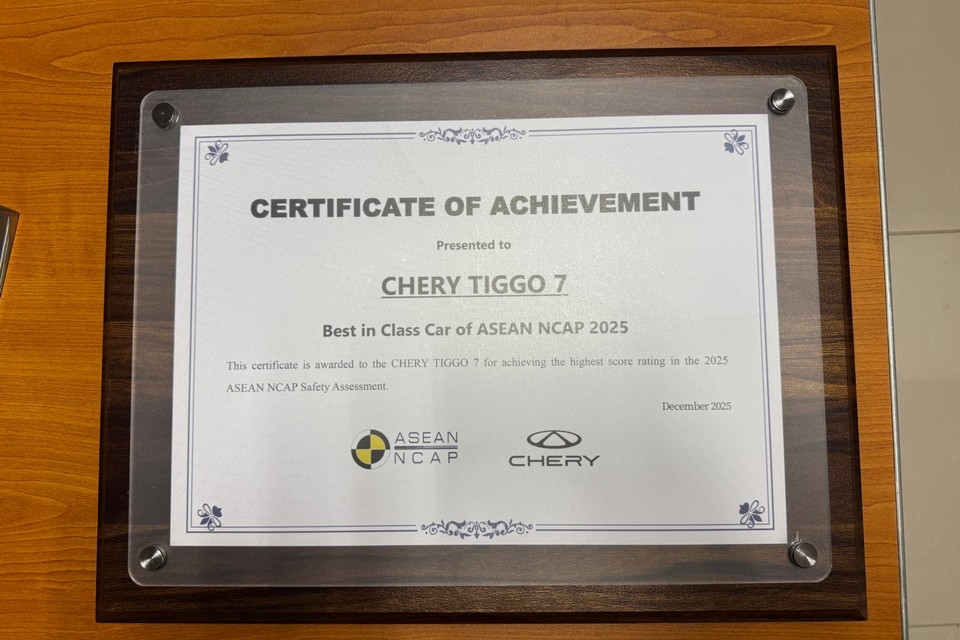 CERTIFICATE OF ACHIEVEMENT
Presented to
CHERY TIGGO 7
Best in Class Car of ASEAN NCAP 2025
This certificate is awarded to the CHERY TIGGO 7 for achieving the highest score rating in the 2025
ASEAN NCAP Safety Assessment.
December 2025
ASEAN
NCAP
CHERY